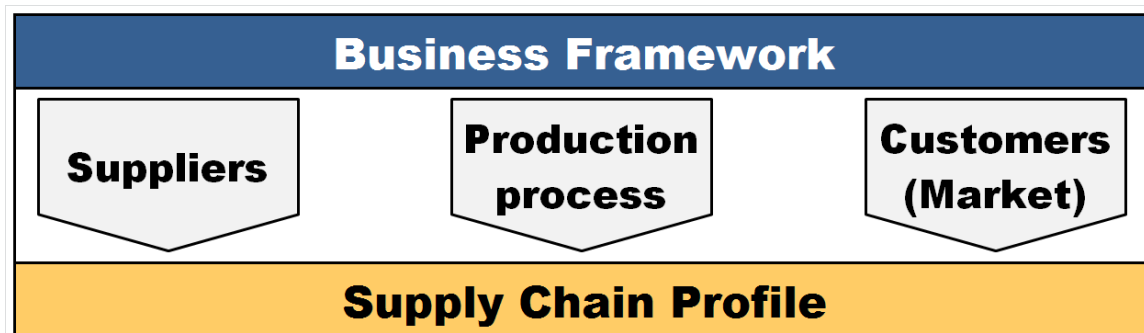 Business Framework
Suppliers
Production
process
Customers
(Market)
Supply Chain Profile